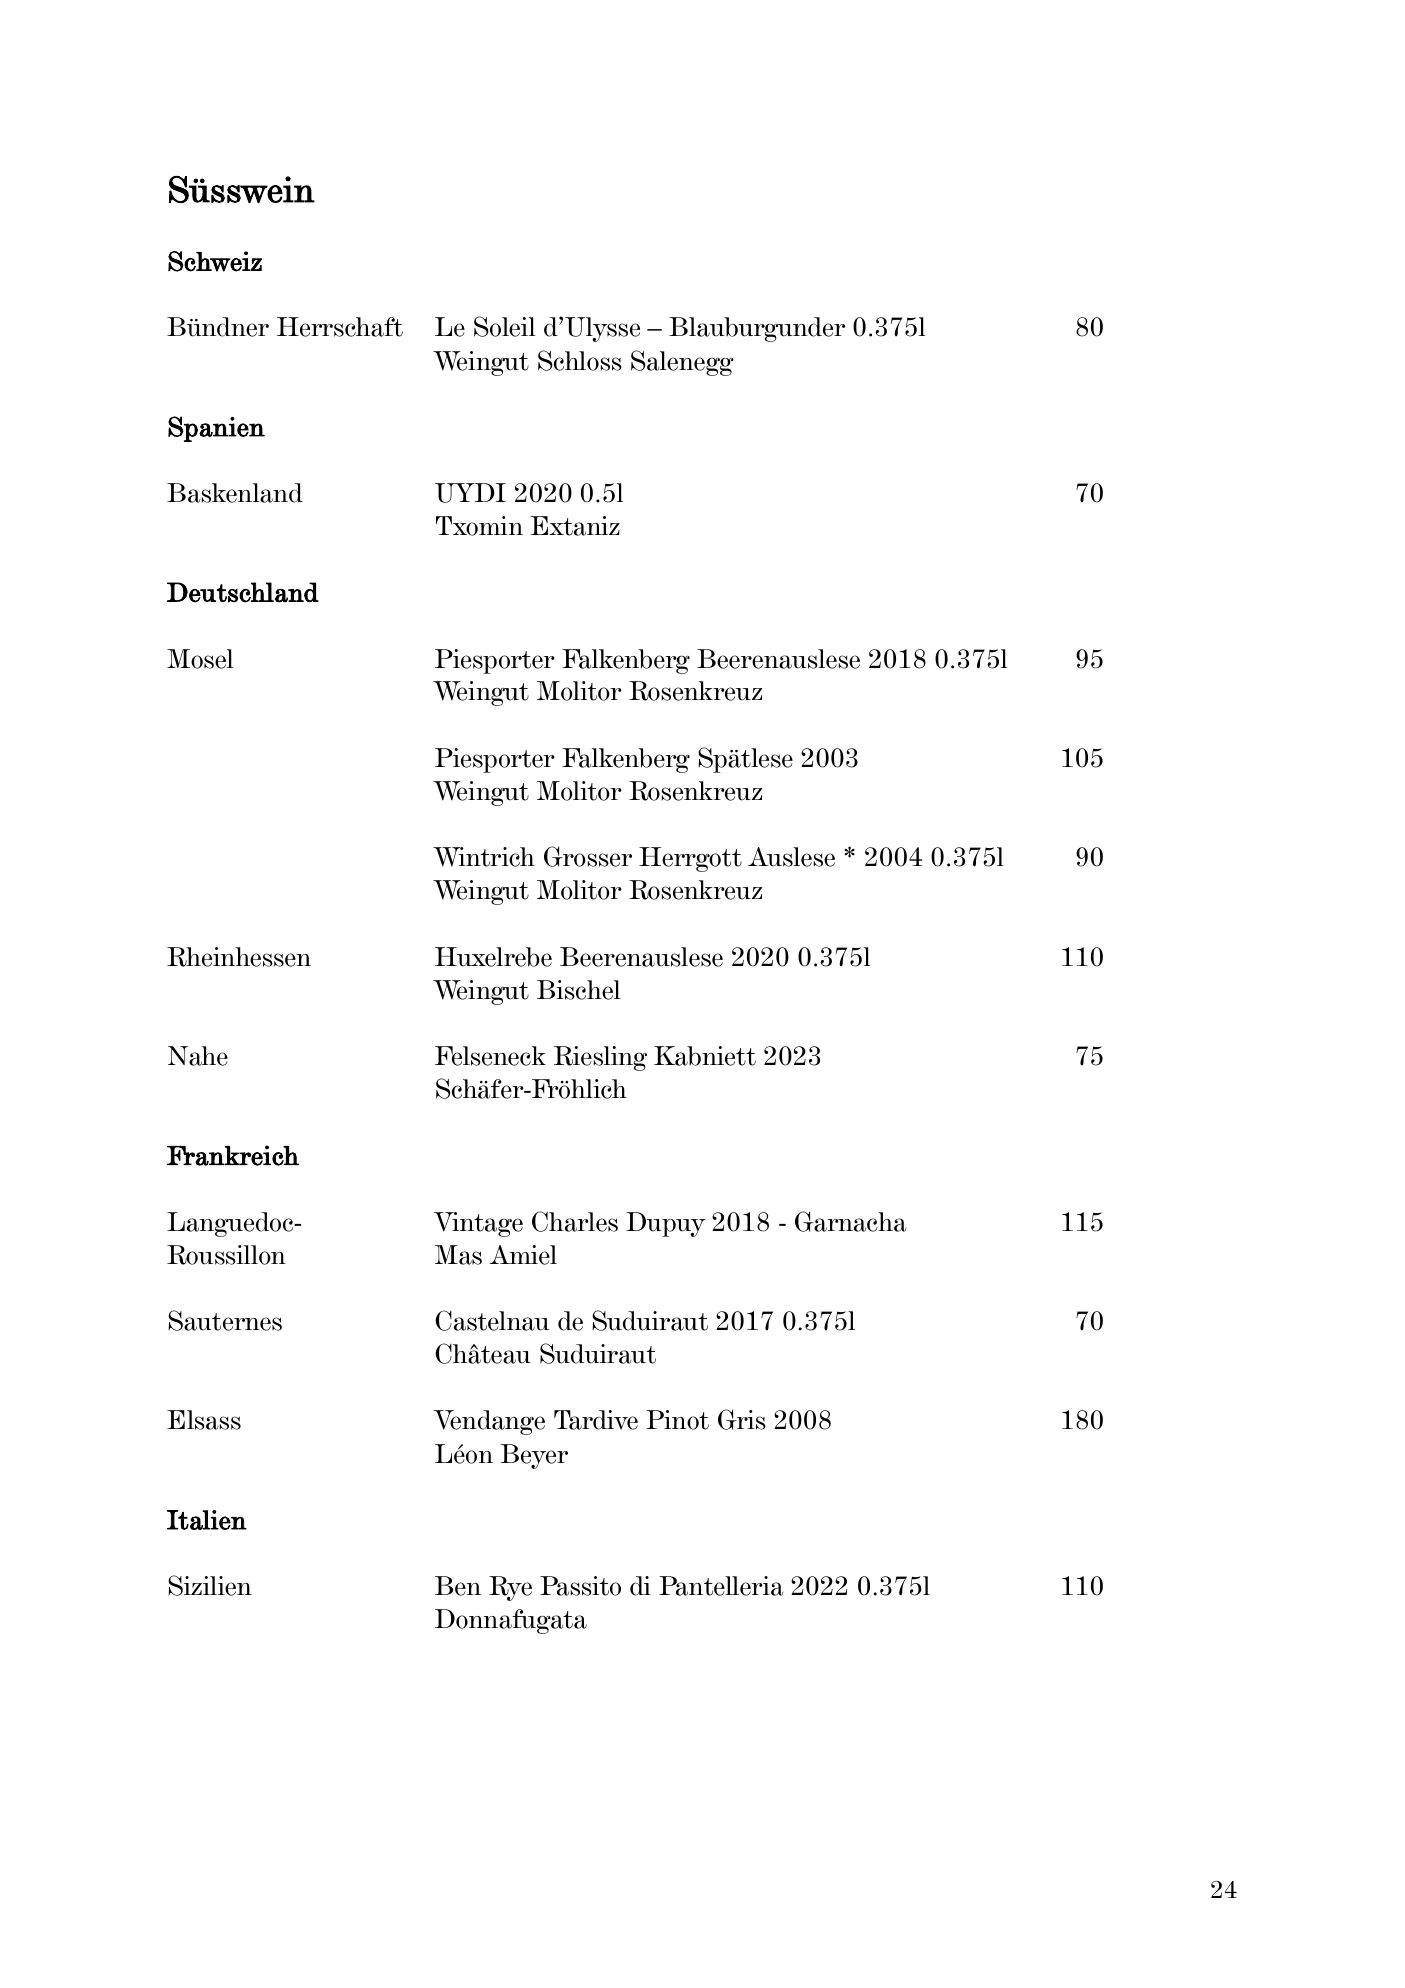 Süsswein
Schweiz
Bündner Herrschaft Le Soleil d'Ulysse – Blauburgunder 0.375l 80
Weingut Schloss Salenegg
Spanien
Baskenland UYDI 2020 0.5l 70
Txomin Extaniz
Deutschland
Mosel Piesporter Falkenberg Beerenauslese 2018 0.375l 95
Weingut Molitor Rosenkreuz
Piesporter Falkenberg Spätlese 2003 105
Weingut Molitor Rosenkreuz
Wintrich Grosser Herrgott Auslese * 2004 0.375l 90
Weingut Molitor Rosenkreuz
Rheinhessen Huxelrebe Beerenauslese 2020 0.375l 110
Weingut Bischel
Nahe Felseneck Riesling Kabniett 2023 75
Schäfer-Fröhlich
Frankreich
Languedoc- Vintage Charles Dupuy 2018 - Garnacha 115
Roussillon Mas Amiel
Sauternes Castelnau de Suduiraut 2017 0.375l 70
Château Suduiraut
Elsass Vendange Tardive Pinot Gris 2008 180
Léon Beyer
Italien
Sizilien Ben Rye Passito di Pantelleria 2022 0.375l 110
Donnafugata
24